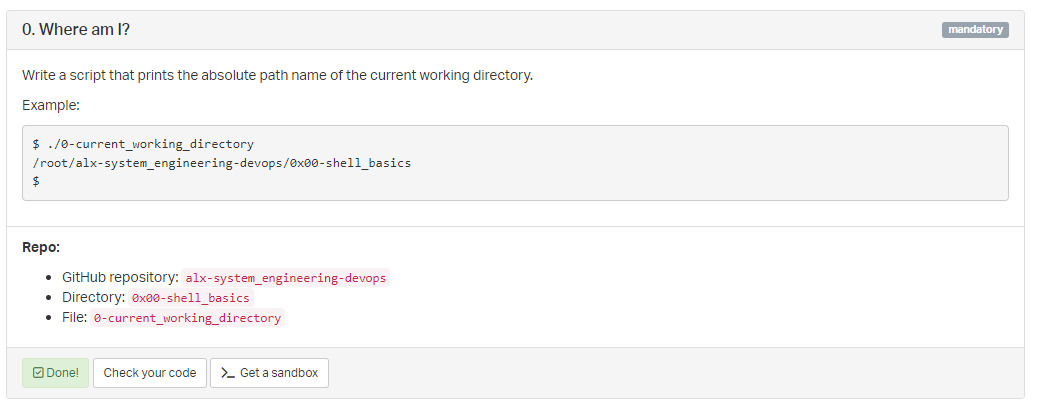 0. Where am I?
mandatory
Write a script that prints the absolute path name of the current working directory.
Example:
$ ./0-current_working_directory
/root/alx-system_engineering-devops/0x00-shell_basics
$
Repo:
• GitHub repository: alx-system_engineering-devops
• Directory: 0x00-shell_basics
• File: 0-current_working_directory
Done!
Check your code
>_ Get a sandbox